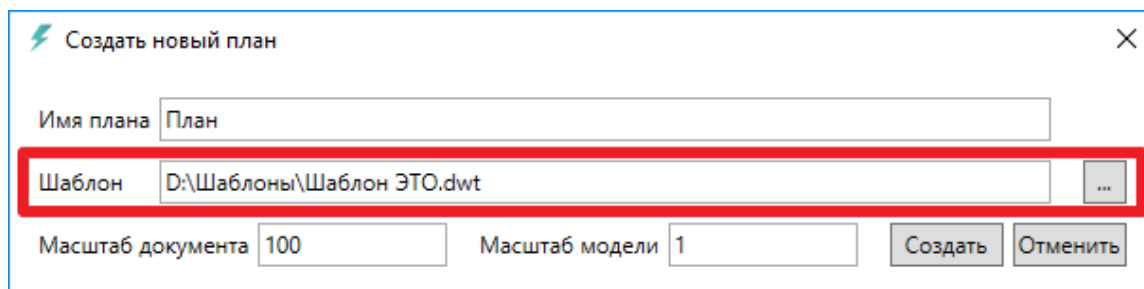 Создать новый план
Имя плана План
Шаблон D:\Шаблоны\Шаблон ЭТО.dwt ...
Масштаб документа 100 Масштаб модели 1 Создать Отменить